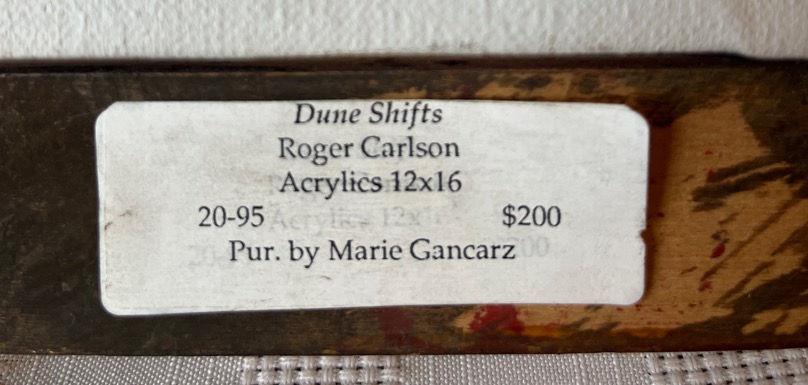 Dune Shifts
Roger Carlson
Acrylics 12x16
20-95 $200
Pur. by Marie Gancarz